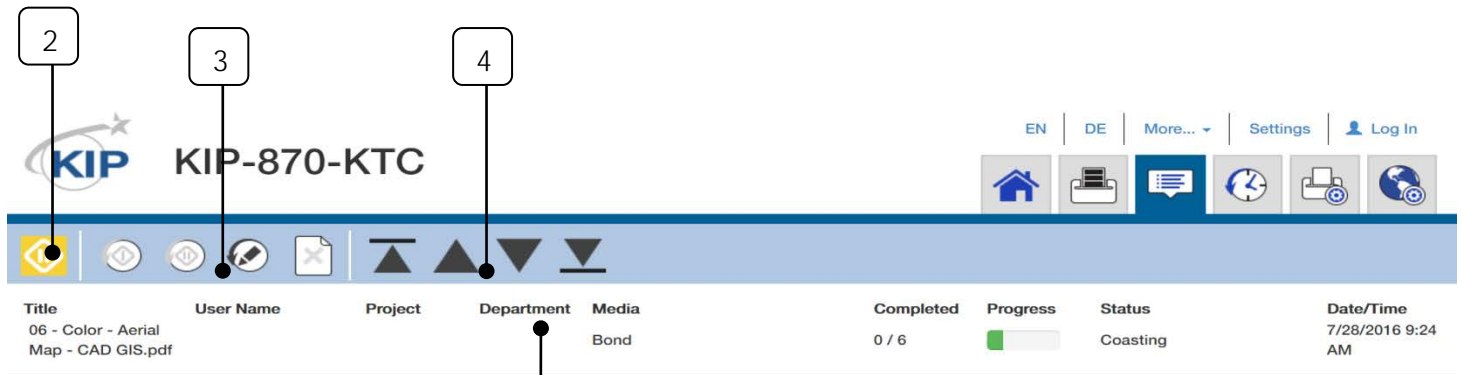 2
3
4
EN DE More... Settings Log In
KIP KIP-870-KTC
Title User Name Project Department Media Completed Progress Status Date/Time
06 - Color - Aerial
Map - CAD GIS.pdf
Bond 0 / 6 Coasting
7/28/2016 9:24
AM